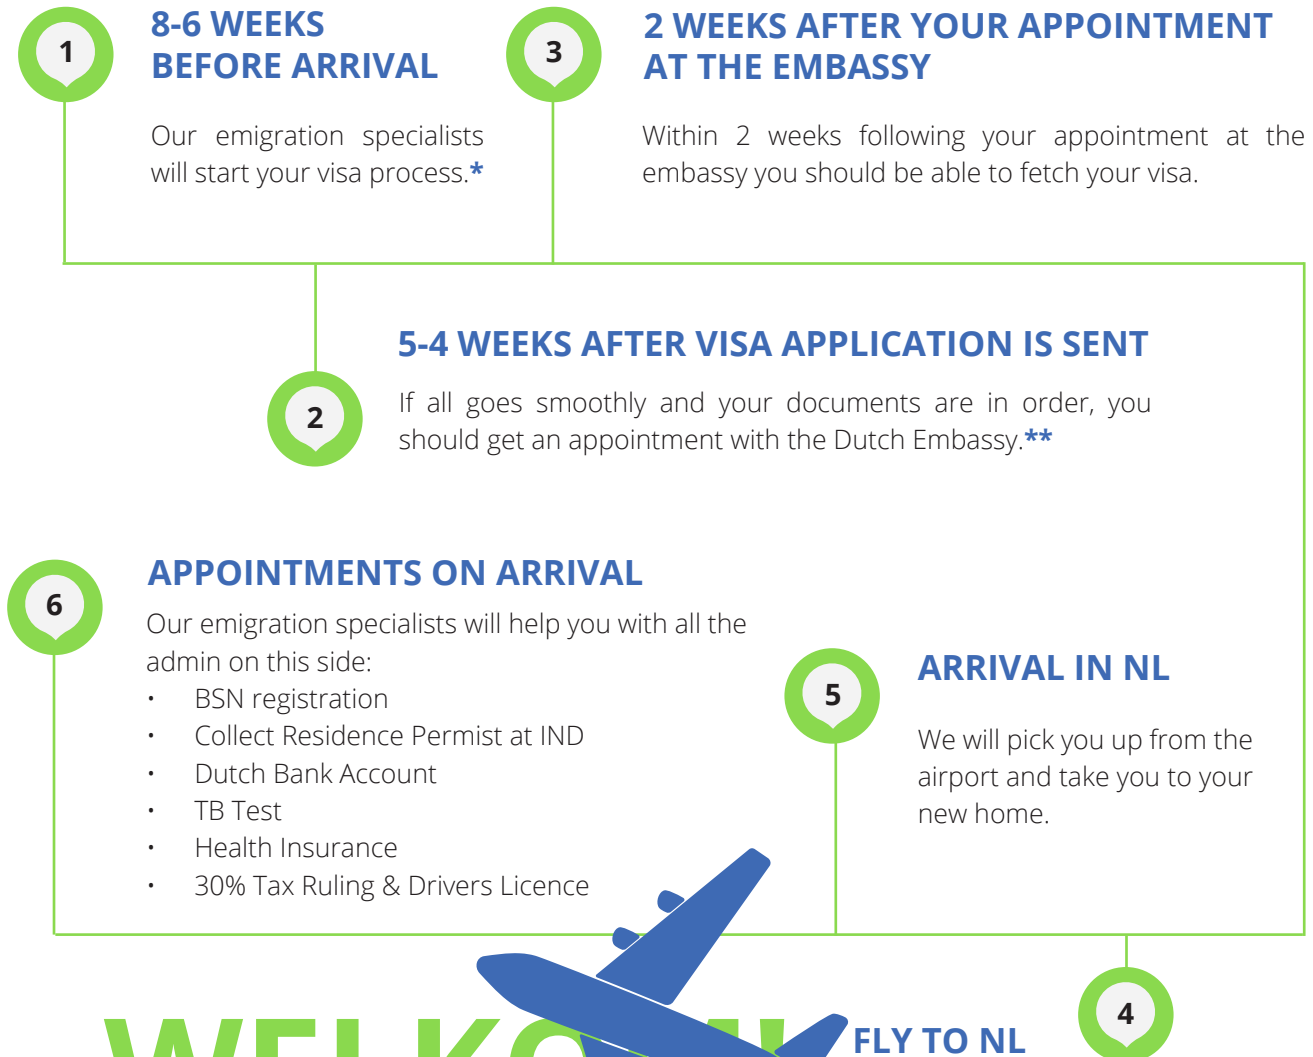 1
8-6 WEEKS
BEFORE ARRIVAL
Our emigration specialists
will start your visa process.*
3
2 WEEKS AFTER YOUR APPOINTMENT
AT THE EMBASSY
Within 2 weeks following your appointment at the
embassy you should be able to fetch your visa.
2
5-4 WEEKS AFTER VISA APPLICATION IS SENT
If all goes smoothly and your documents are in order, you
should get an appointment with the Dutch Embassy.**
6
APPOINTMENTS ON ARRIVAL
Our emigration specialists will help you with all the
admin on this side:
• BSN registration
• Collect Residence Permist at IND
• Dutch Bank Account
• TB Test
• Health Insurance
• 30% Tax Ruling & Drivers Licence
5
ARRIVAL IN NL
We will pick you up from the
airport and take you to your
new home.
4
FLY TO NL